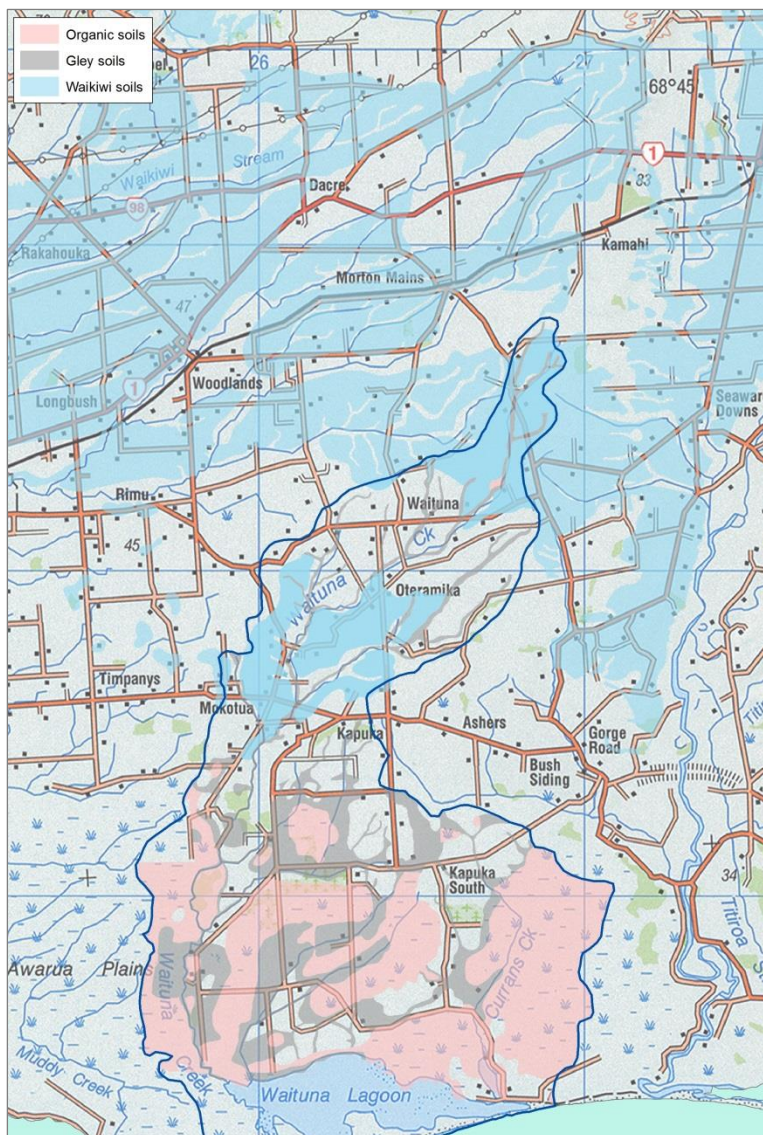 Organic soils
Gley soils
Waikiwi soils
26
27
68°45'
Waikiwi
Stream
1
98
Dacre
83
Rakahouka
Kamahi
Morton Mains
47
Woodlands
1
Longbush
Seaward
Downs
Rimu
Waituna
45
Waituna
Ck
Oteramika
Timpanys
Mokotua
Kapuka
Ashers
Gorge
Road
Bush
Siding
Kapuka
South
34
Awarua Plains
Waituna
Creek
Currans Ck
Titiroa
Muddy Creek
Waituna Lagoon